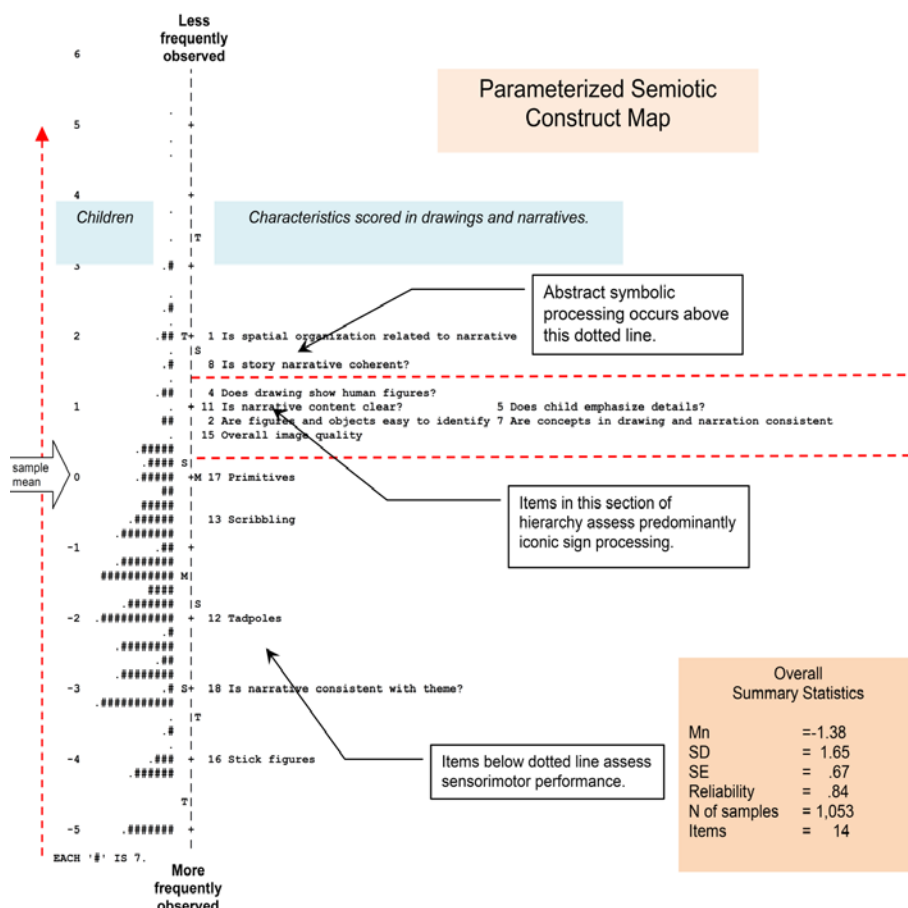 Less
frequently
observed
Parameterized Semiotic
Construct Map
6
.
5 +
.
.
4 +
Children
Characteristics scored in drawings and narratives.
.
. T
3 .# +
.
.##
.
2 .## T+ 1 Is spatial organization related to narrative
. S
.# 8 Is story narrative coherent?
.
.## 4 Does drawing show human figures?
1 . + 11 Is narrative content clear? 5 Does child emphasize details?
## 2 Are figures and objects easy to identify 7 Are concepts in drawing and narration consistent
. 15 Overall image quality
.#####
.#### S|
0 .##### +M 17 Primitives
##
#####
.###### 13 Scribbling
.########
-1 .## +
.#######
########### M|
####
.####### |S
-2 .########## + 12 Tadpoles
.#
.#######
.##
.########
-3 .# S+ 18 Is narrative consistent with theme?
.###########
. |T
.#
.
-4 .### + 16 Stick figures
.######
T|
-5 .####### +
EACH '#' IS 7.
More
frequently
observed
sample
mean
Abstract symbolic
processing occurs above
this dotted line.
Items in this section of
hierarchy assess predominantly
iconic sign processing.
Items below dotted line assess
sensorimotor performance.
Overall
Summary Statistics
Mn =-1.38
SD = 1.65
SE = .67
Reliability = .84
N of samples = 1,053
Items = 14